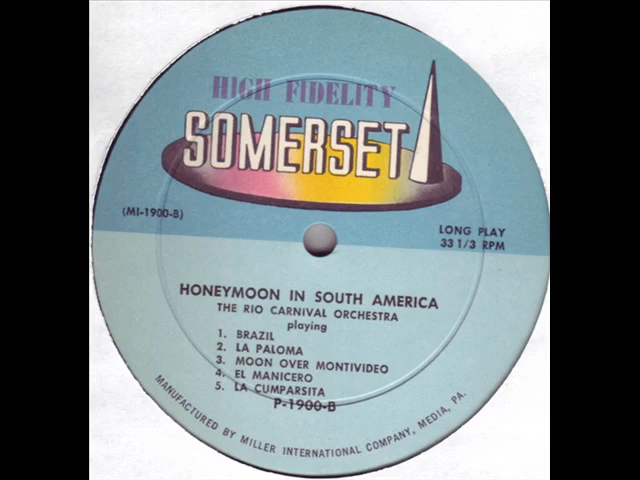 HIGH FIDELITY
SOMERSET
(MI-1900-B)
LONG PLAY
33 1/3 RPM
HONEYMOON IN SOUTH AMERICA
THE RIO CARNIVAL ORCHESTRA
playing
1. BRAZIL
2. LA PALOMA
3. MOON OVER MONTIVIDEO
4. EL MANICERO
5. LA CUMPARSITA
P-1900-B
MANUFACTURED BY MILLER INTERNATIONAL COMPANY, MEDIA, PA.